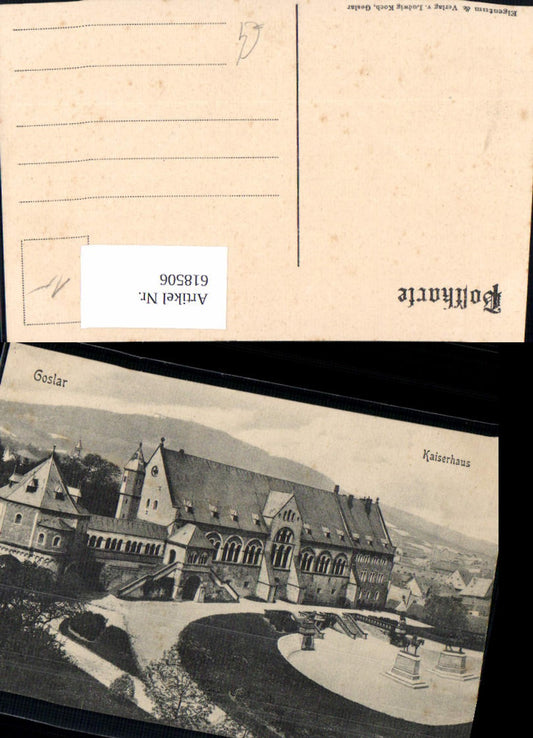 Eigentum & Verlag v. Ludwig Koch, Goslar
Postkarte
Artikel Nr.
618506
Goslar
Kaiserhaus